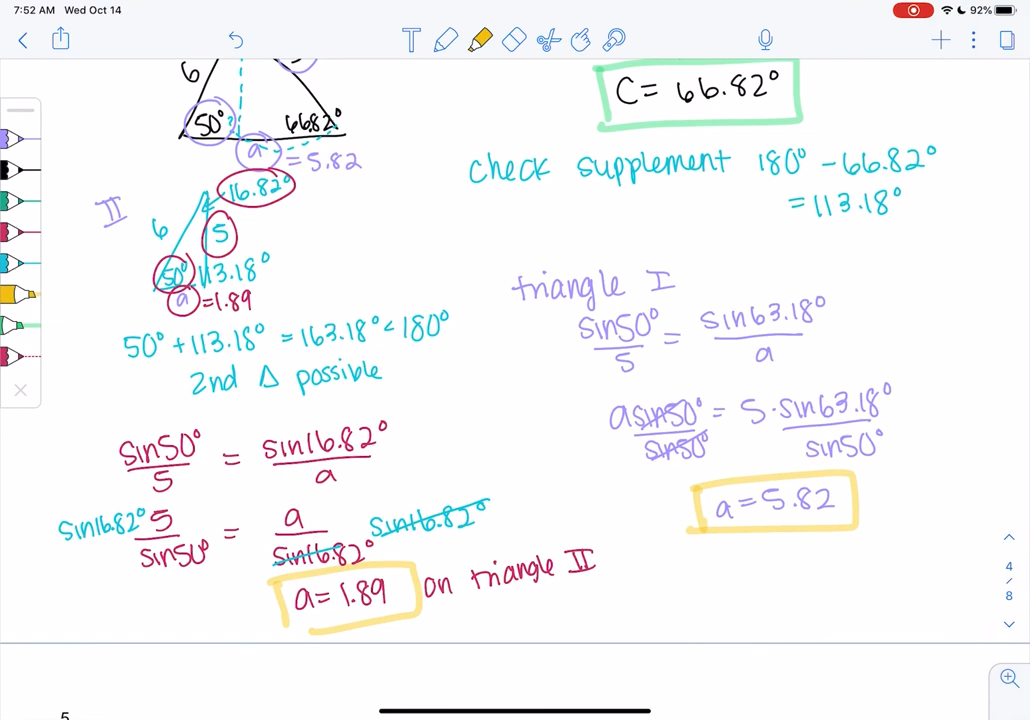 7:52 AM Wed Oct 14
92%
T
6
50°
66.82°
a = 5.82
C = 66.82°
check supplement 180° - 66.82°
= 113.18°
II
16.82°
6
5
50° 113.18°
a = 1.89
50° + 113.18° = 163.18° < 180°
2nd Δ possible
sin50°/5 = sin16.82°/a
sin16.82° 5/sin50° = a/sin16.82° sin16.82°
a = 1.89 on triangle II
triangle I
sin50°/5 = sin63.18°/a
asin50°/sin50° = 5·sin63.18°/sin50°
a = 5.82
4
/
8
5